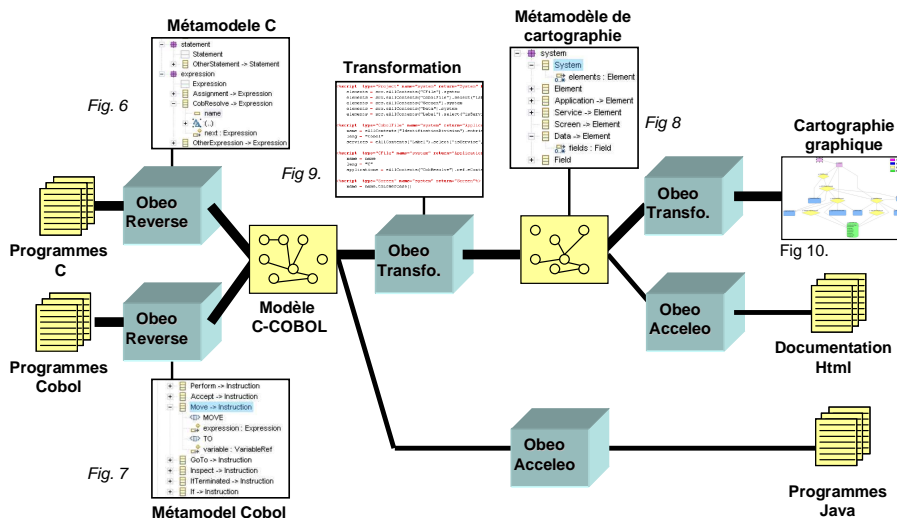 Métamodele C
statement
Statement
OtherStatement -> Statement
expression
Expression
Assignment -> Expression
CobResolve -> Expression
name
(..)
next : Expression
OtherExpression -> Expression
Fig. 6
Transformation
Fig 9.
Métamodèle de
cartographie
system
System
elements : Element
Element
Application -> Element
Service -> Element
Screen -> Element
Data -> Element
fields : Field
Field
Fig 8
Cartographie
graphique
Fig 10.
Programmes
C
Obeo
Reverse
Obeo
Transfo.
Obeo
Transfo.
Modèle
C-COBOL
Programmes
Cobol
Obeo
Reverse
Obeo
Acceleo
Documentation
Html
Perform -> Instruction
Accept -> Instruction
Move -> Instruction
MOVE
expression : Expression
TO
variable : VariableRef
GoTo -> Instruction
Inspect -> Instruction
IfTerminated -> Instruction
If -> Instruction
Fig. 7
Métamodel Cobol
Obeo
Acceleo
Programmes
Java